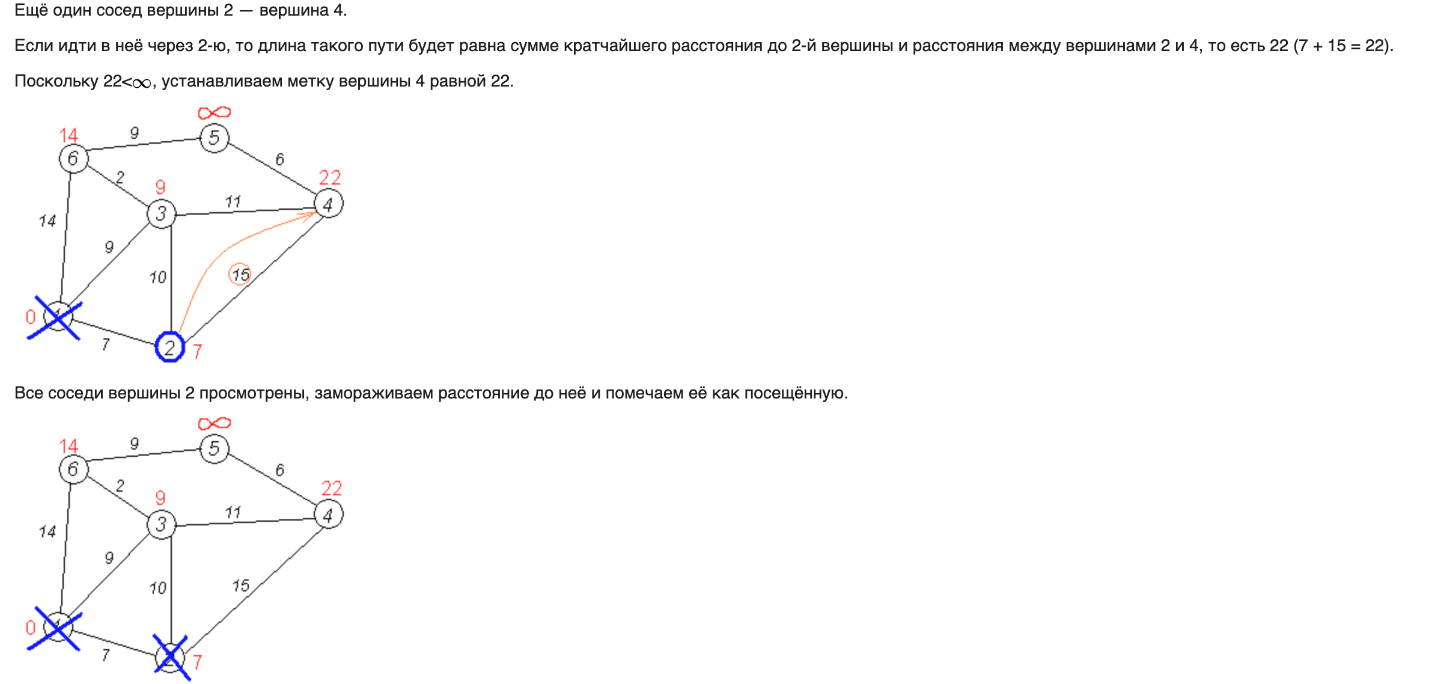 Ещё один сосед вершины 2 — вершина 4.
Если идти в неё через 2-ю, то длина такого пути будет равна сумме кратчайшего расстояния до 2-й вершины и расстояния между вершинами 2 и 4, то есть 22 (7 + 15 = 22).
Поскольку 22<∞, устанавливаем метку вершины 4 равной 22.
∞
14 9 5
6 6
2 9 22
11 4
14 3
9
10 15
0
7 2 7
Все соседи вершины 2 просмотрены, замораживаем расстояние до неё и помечаем её как посещённую.
∞
14 9 5
6 6
2 9 22
11 4
14 3
9
10 15
0
7 7